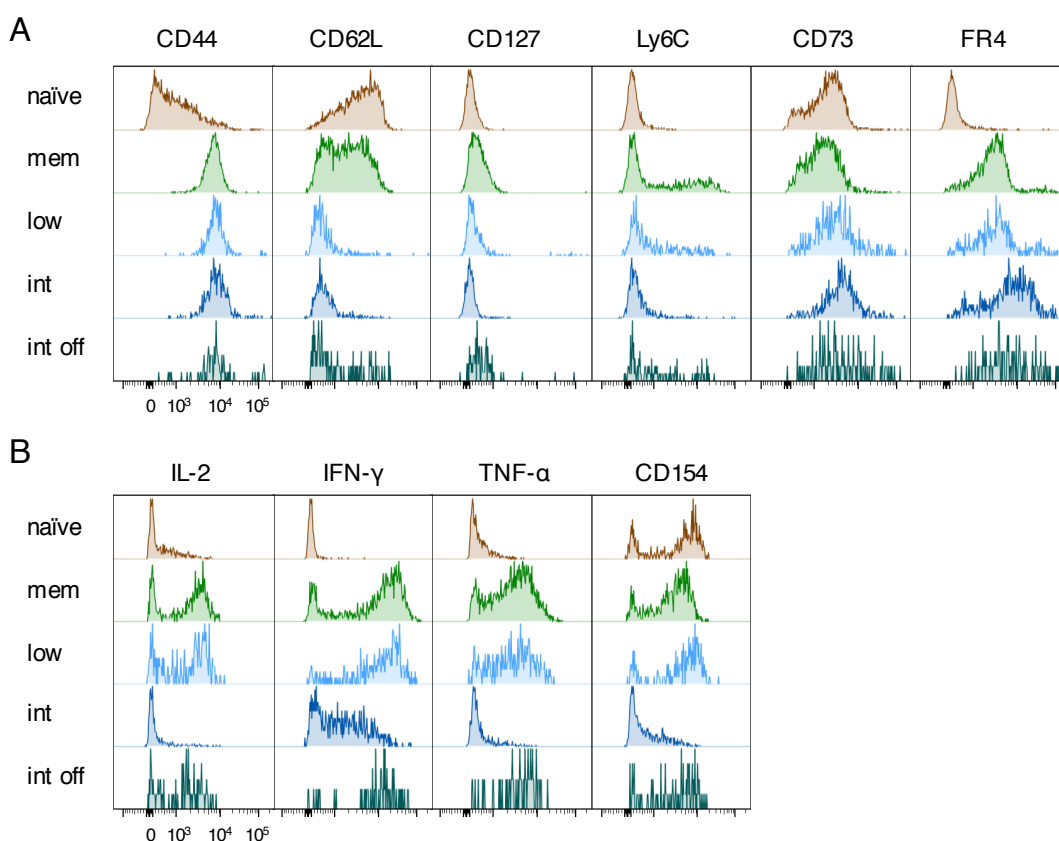 A
CD44 CD62L CD127 Ly6C CD73 FR4
naïve
mem
low
int
int off
0 10³ 10⁴ 10⁵
B
IL-2 IFN-γ TNF-α CD154
naïve
mem
low
int
int off
0 10³ 10⁴ 10⁵